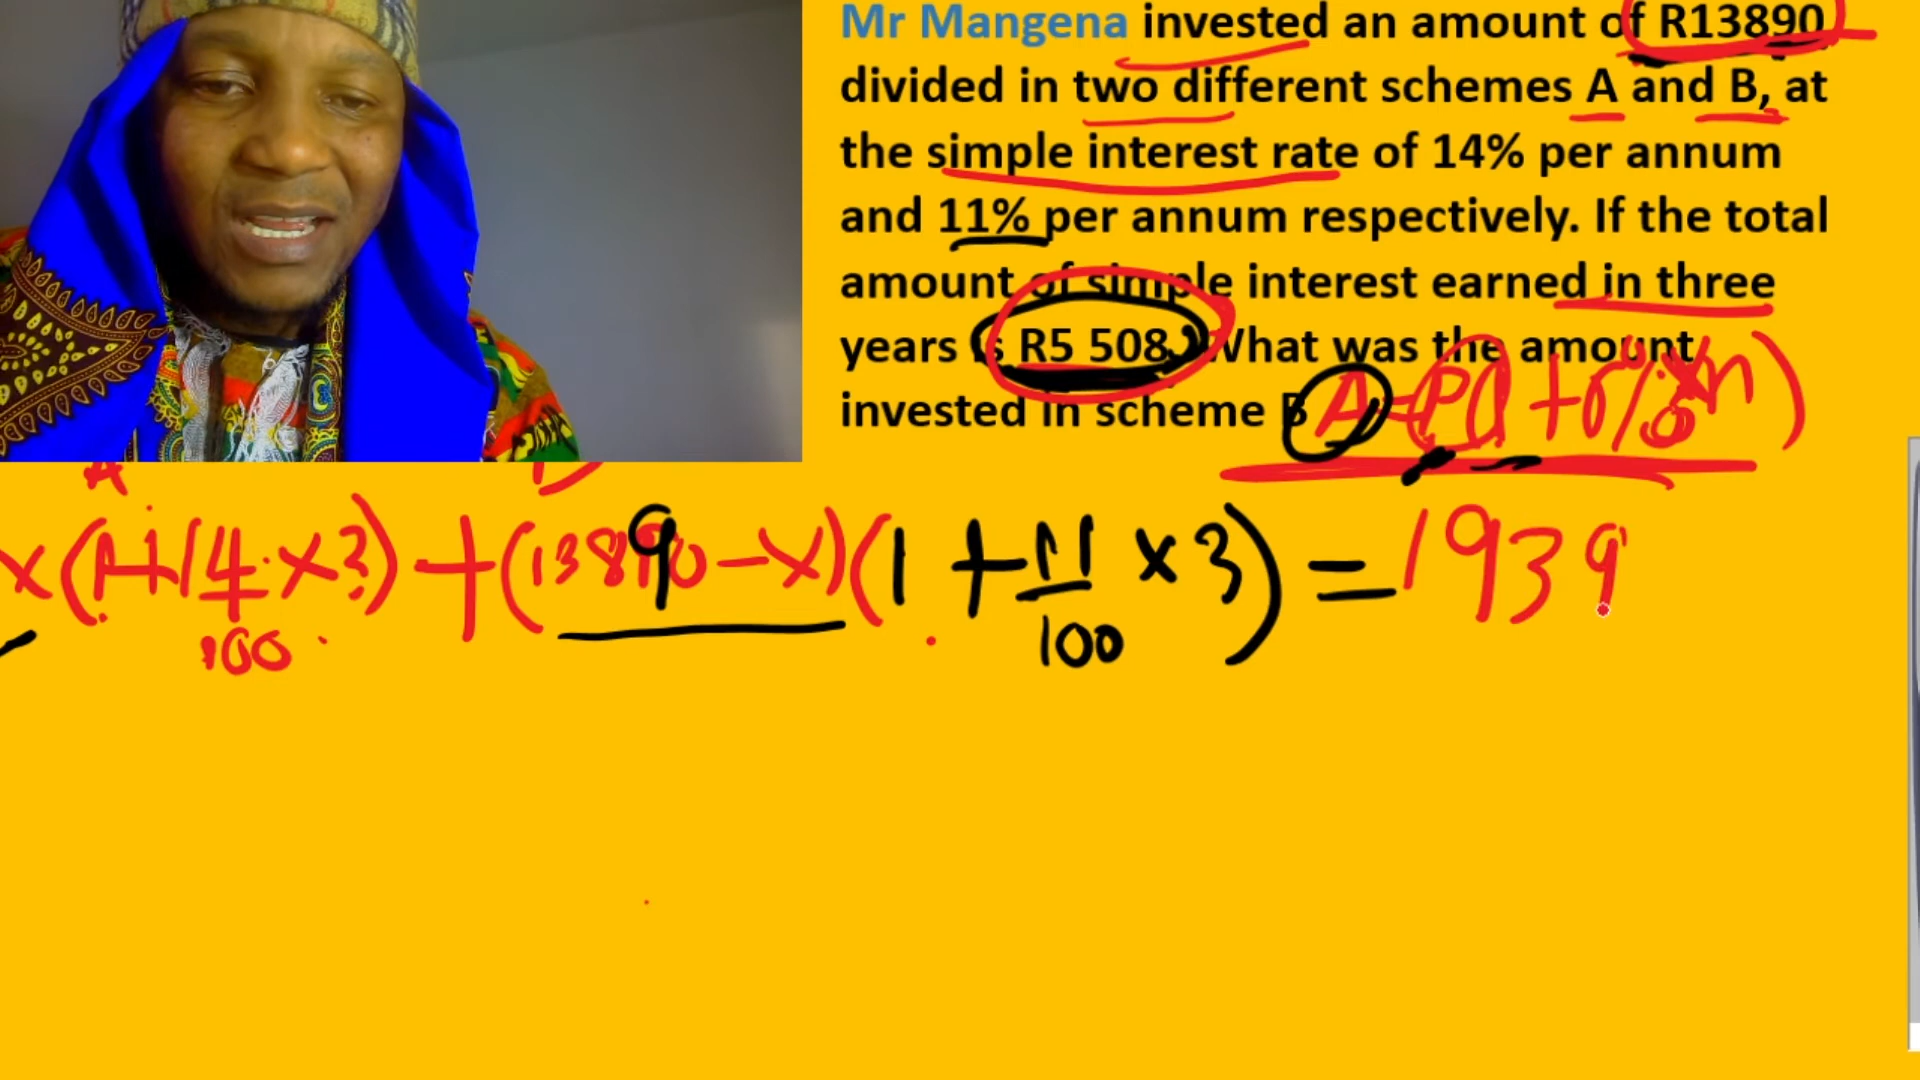 Mr Mangena invested an amount of R13890
divided in two different schemes A and B, at
the simple interest rate of 14% per annum
and 11% per annum respectively. If the total
amount of simple interest earned in three
years is R5 508. What was the amount
invested in scheme B
A=P(1+r/100×n)
A
x(1+14/100×3)+(13890-x)(1+11/100×3)=1939